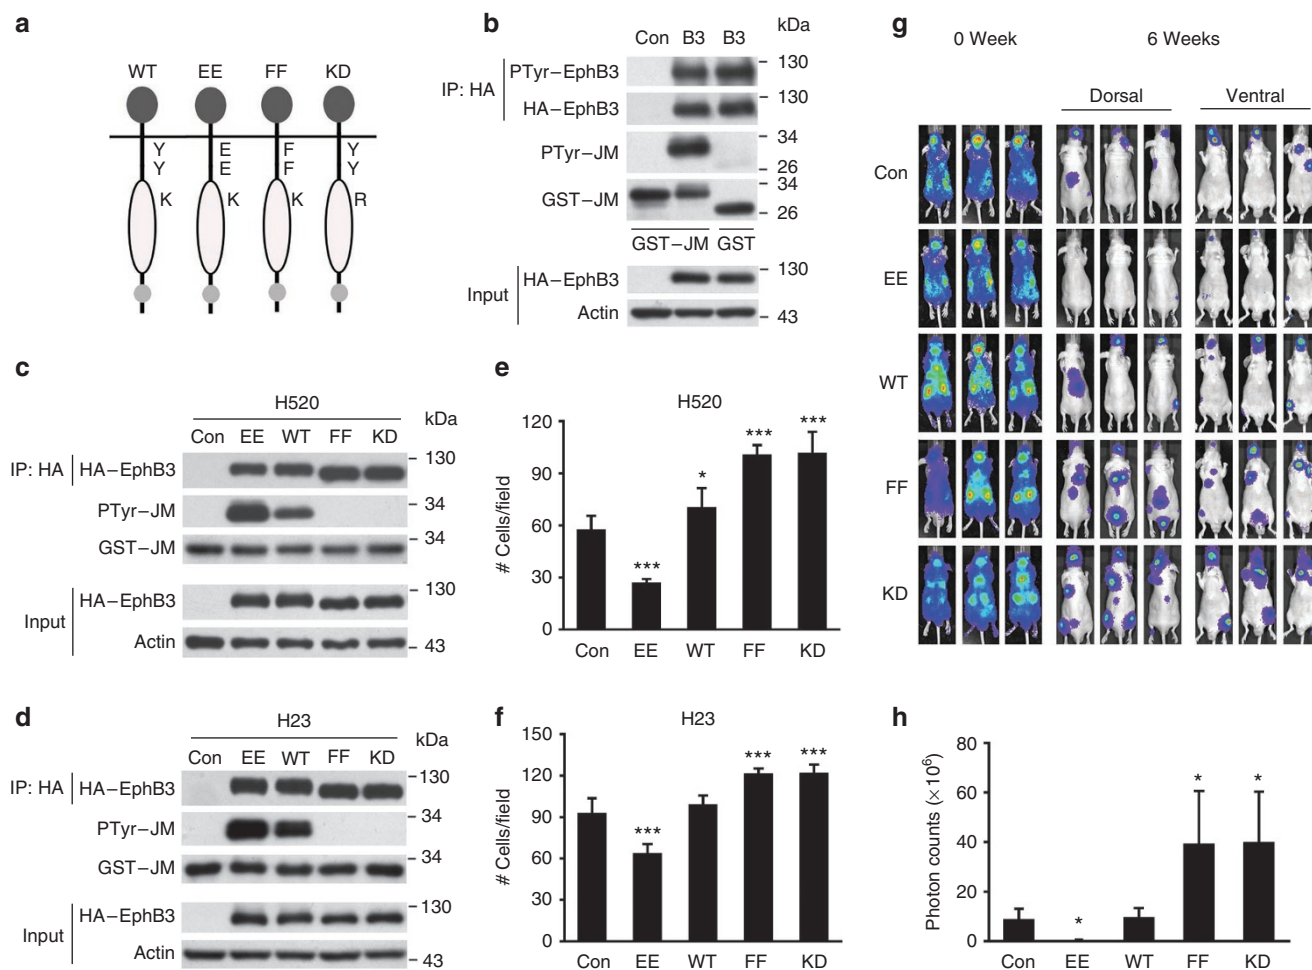 a
WT EE FF KD
Y E F Y
Y E F Y
K K K R
b
kDa
Con B3 B3
IP: HA
PTyr–EphB3
130
HA–EphB3
130
PTyr–JM
34
26
GST–JM
34
26
GST–JM GST
Input
HA–EphB3
130
Actin
43
c
H520
kDa
Con EE WT FF KD
IP: HA
HA–EphB3
130
PTyr–JM
34
GST–JM
34
Input
HA–EphB3
130
Actin
43
d
H23
kDa
Con EE WT FF KD
IP: HA
HA–EphB3
130
PTyr–JM
34
GST–JM
34
Input
HA–EphB3
130
Actin
43
e
H520
# Cells/field
120
90
60
30
0
***
*
***
***
Con EE WT FF KD
f
H23
# Cells/field
150
120
90
60
30
0
***
***
***
Con EE WT FF KD
g
0 Week
6 Weeks
Dorsal
Ventral
Con
EE
WT
FF
KD
h
Photon counts (× 10⁶)
80
60
40
20
0
*
*
*
Con EE WT FF KD